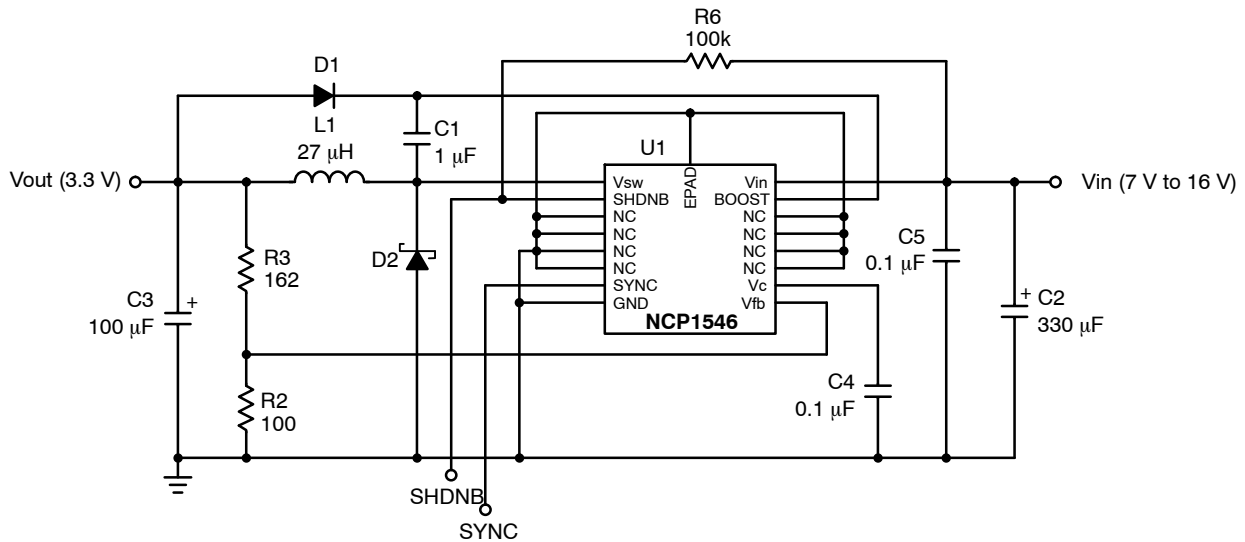 R6
100k
D1
L1
27 μH
C1
1 μF
U1
Vout (3.3 V)
Vin (7 V to 16 V)
EPAD
Vsw
SHDNB
NC
NC
NC
NC
SYNC
GND
Vin
BOOST
NC
NC
NC
NC
Vc
Vfb
NCP1546
R3
162
D2
C5
0.1 μF
C3
+
100 μF
+
C2
330 μF
R2
100
C4
0.1 μF
SHDNB
SYNC